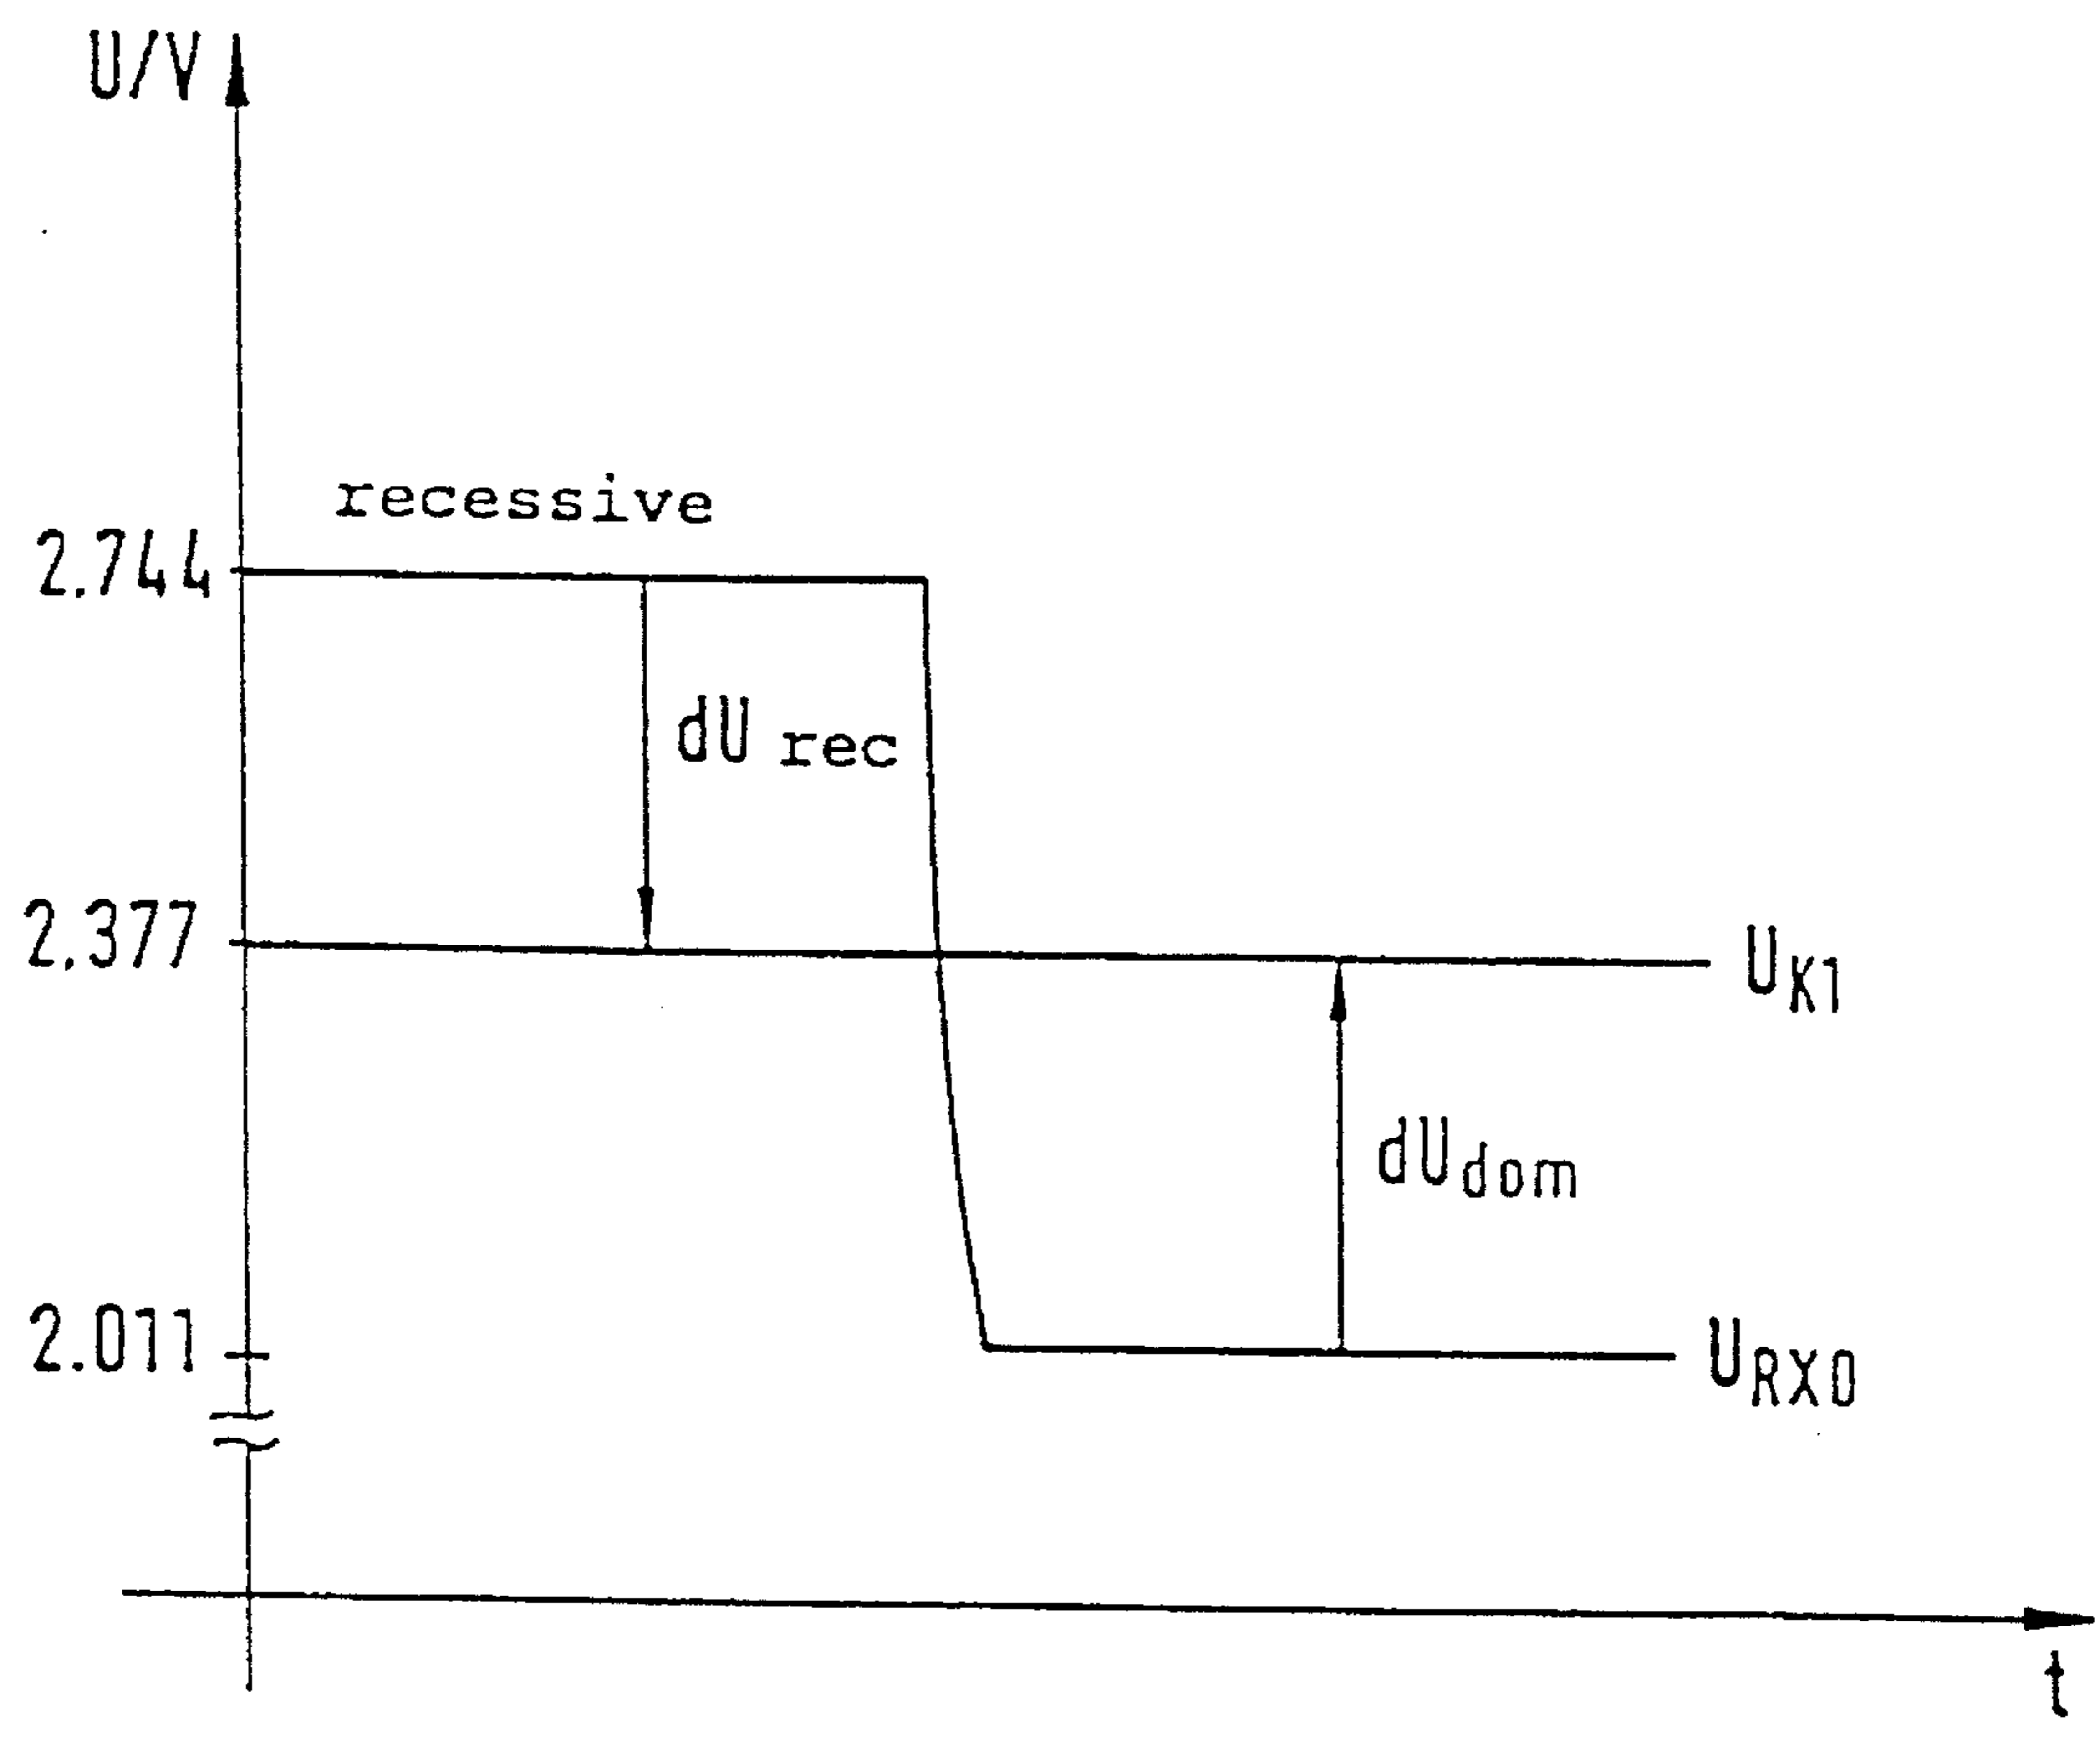 U/V
recessive
2.744
dU rec
2.377
UK1
dUdom
2.011
URX0
t